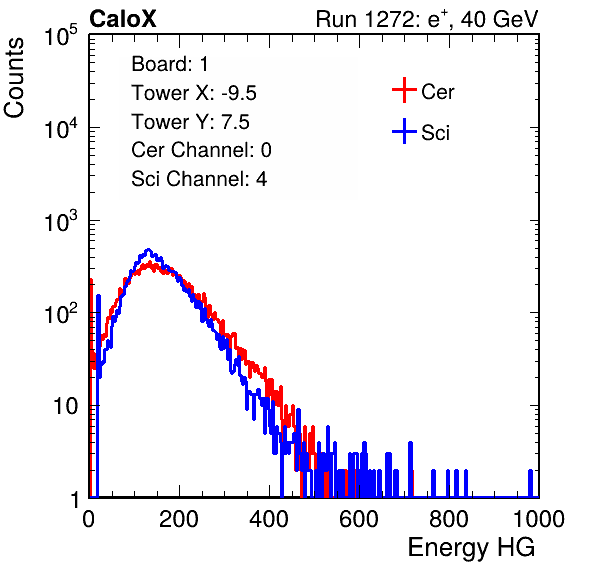 CaloX
Run 1272: e+, 40 GeV
Counts
Board: 1
Tower X: -9.5
Tower Y: 7.5
Cer Channel: 0
Sci Channel: 4
Cer
Sci
10^5
10^4
10^3
10^2
10
1
0 200 400 600 800 1000
Energy HG